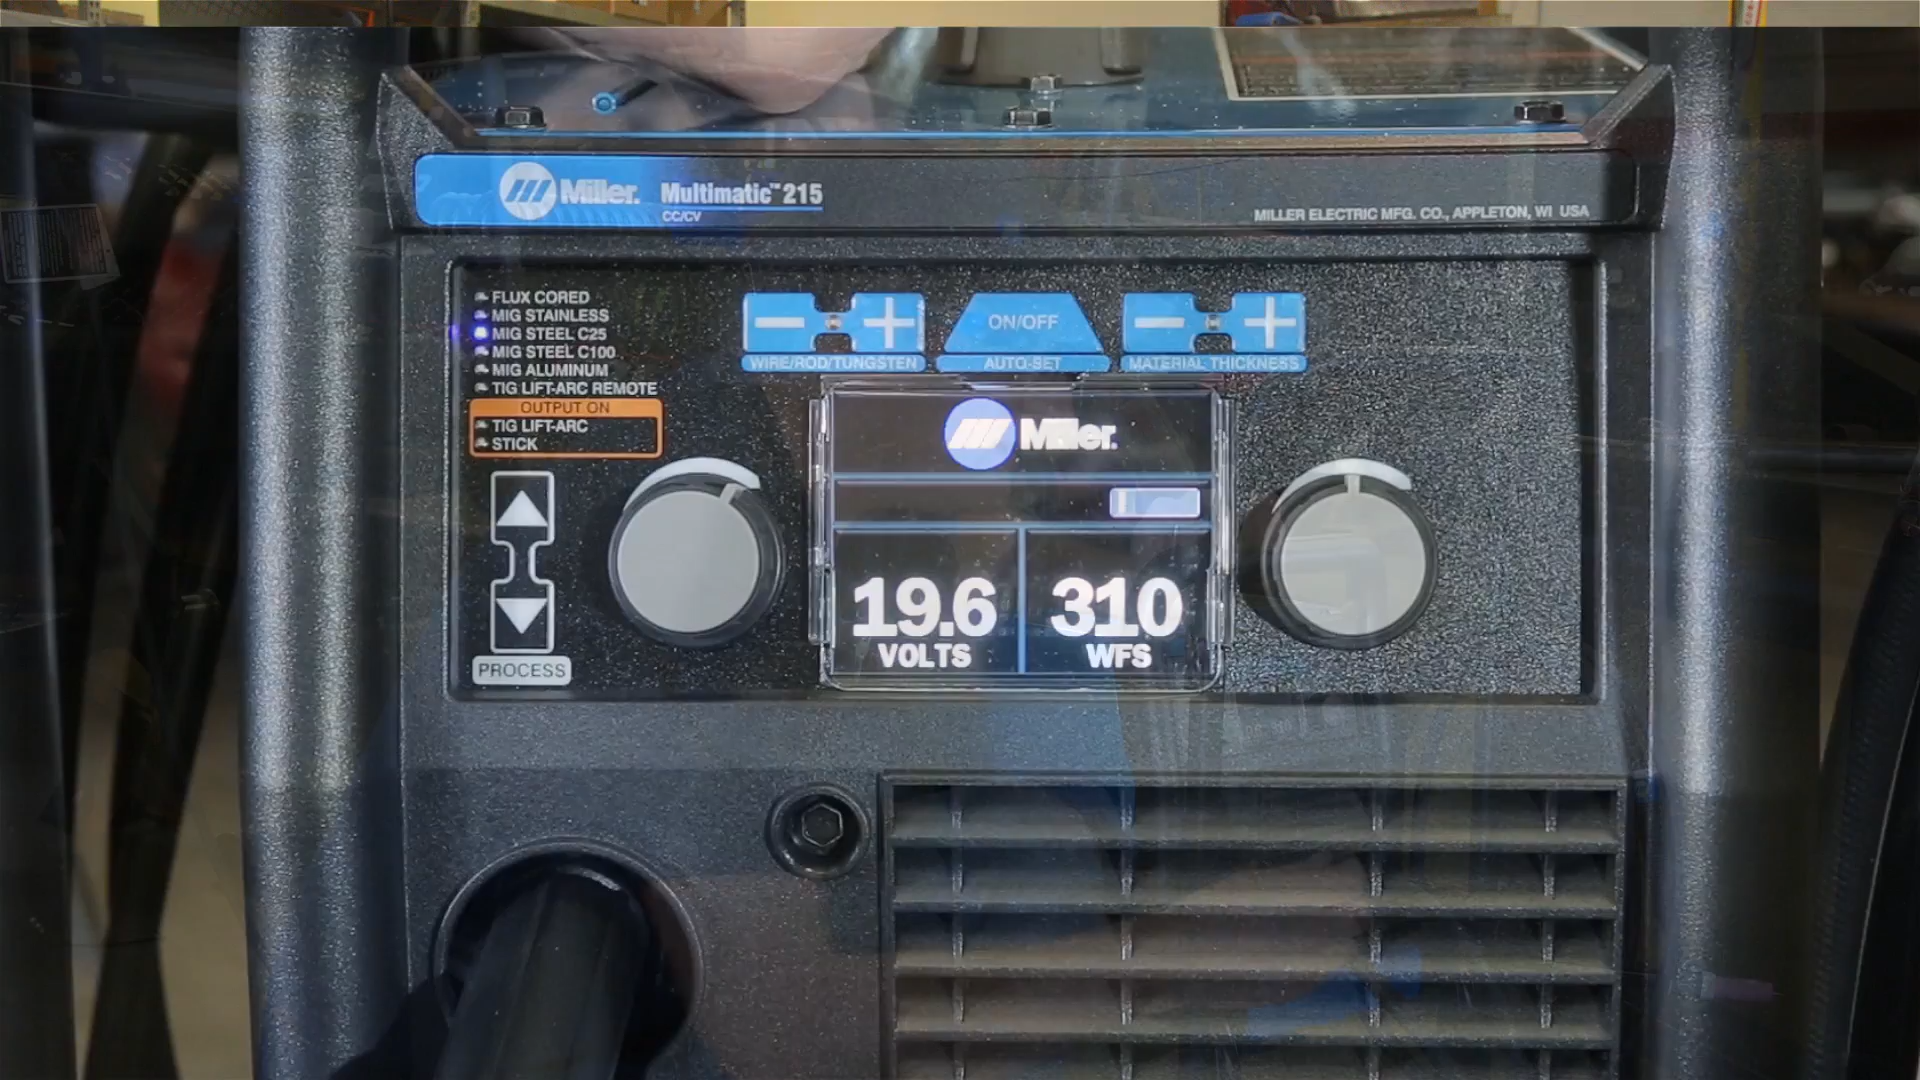 Miller. Multimatic™ 215
CC/CV
MILLER ELECTRIC MFG. CO., APPLETON, WI USA
FLUX CORED
MIG STAINLESS
MIG STEEL C25
MIG STEEL C100
MIG ALUMINUM
TIG LIFT-ARC REMOTE
OUTPUT ON
TIG LIFT-ARC
STICK
PROCESS
ON/OFF
WIRE/ROD/TUNGSTEN
AUTO-SET
MATERIAL THICKNESS
Miller.
19.6
VOLTS
310
WFS